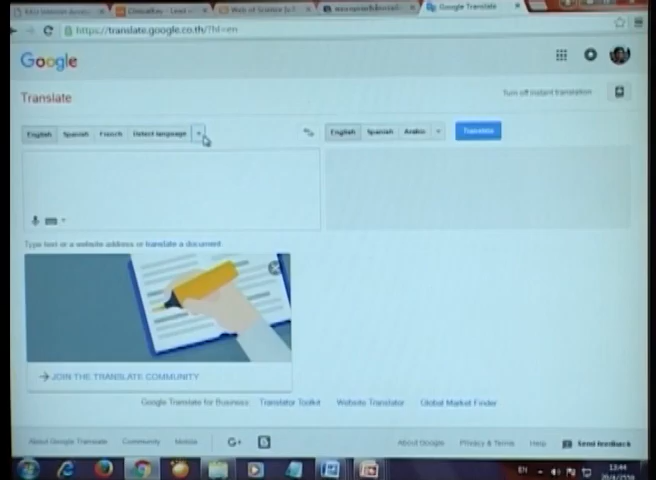 Web of Science
Google Translate
https://translate.google.co.th/?hl=en
Google
Translate
Turn off instant translation
English Spanish French Detect language
English Spanish Arabic Translate
Type text or a website address or translate a document.
JOIN THE TRANSLATE COMMUNITY
Google Translate for Business: Translator Toolkit Website Translator Global Market Finder
About Google Translate Community Mobile G+ About Google Privacy & Terms Help Send feedback
EN
13:44